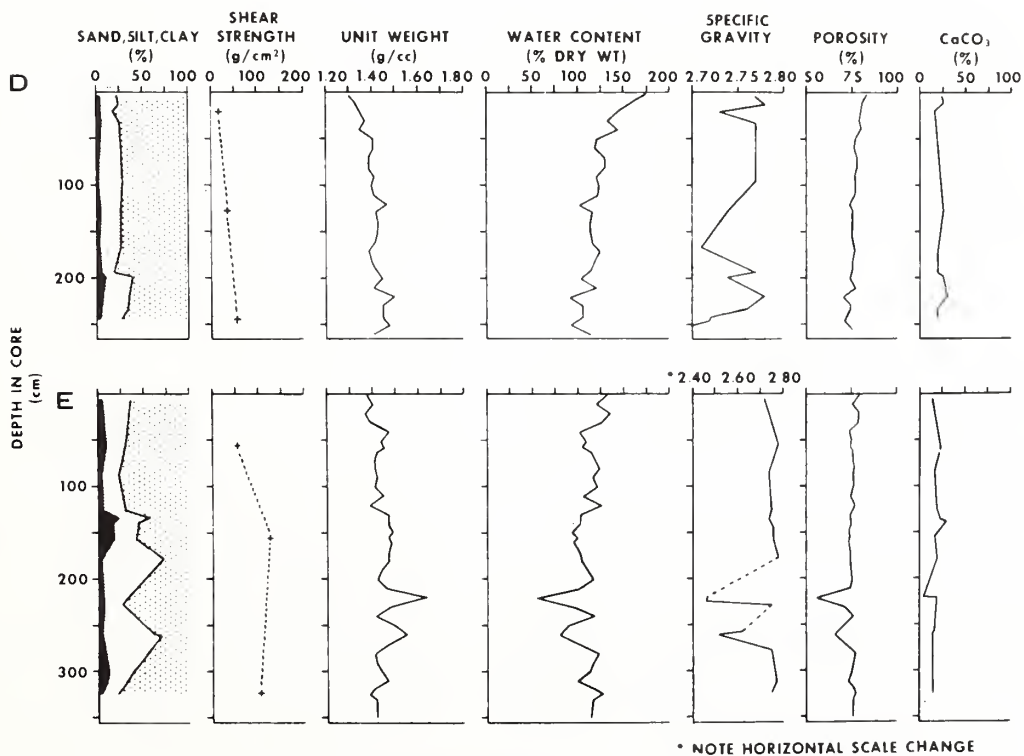 SAND, SILT, CLAY
(%)
0 50 100
SHEAR
STRENGTH
(g/cm²)
0 100 200
UNIT WEIGHT
(g/cc)
1.20 1.40 1.60 1.80
WATER CONTENT
(% DRY WT)
0 50 100 150 200
SPECIFIC
GRAVITY
2.70 2.75 2.80
POROSITY
(%)
50 75 100
CaCO₃
(%)
0 50 100
D
100
200
DEPTH IN CORE
(cm)
E
* 2.40 2.60 2.80
100
200
300
* NOTE HORIZONTAL SCALE CHANGE